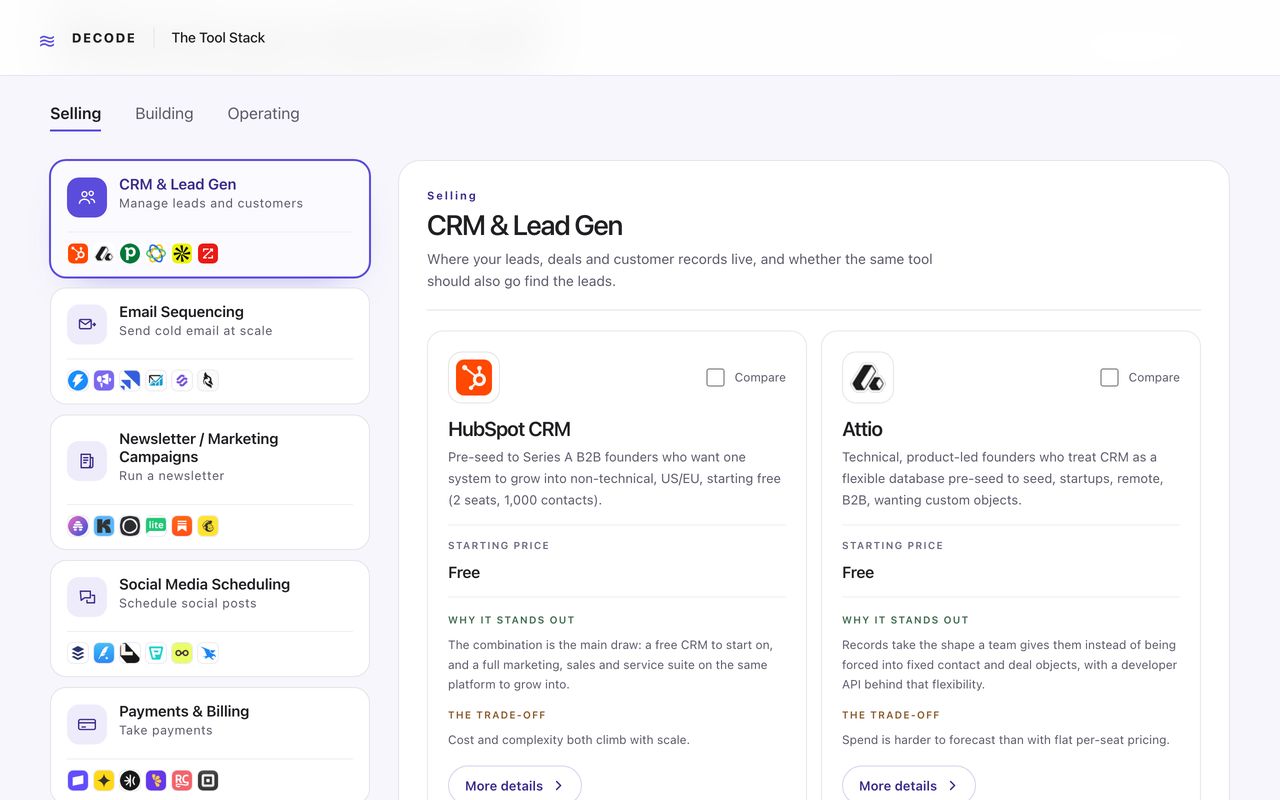 DECODE
The Tool Stack
Selling
Building
Operating
CRM & Lead Gen
Manage leads and customers
Email Sequencing
Send cold email at scale
Newsletter / Marketing
Campaigns
Run a newsletter
lite
Social Media Scheduling
Schedule social posts
Payments & Billing
Take payments
RC
Selling
CRM & Lead Gen
Where your leads, deals and customer records live, and whether the same tool
should also go find the leads.
Compare
HubSpot CRM
Pre-seed to Series A B2B founders who want one
system to grow into non-technical, US/EU, starting free
(2 seats, 1,000 contacts).
STARTING PRICE
Free
WHY IT STANDS OUT
The combination is the main draw: a free CRM to start on,
and a full marketing, sales and service suite on the same
platform to grow into.
THE TRADE-OFF
Cost and complexity both climb with scale.
More details
Compare
Attio
Technical, product-led founders who treat CRM as a
flexible database pre-seed to seed, startups, remote,
B2B, wanting custom objects.
STARTING PRICE
Free
WHY IT STANDS OUT
Records take the shape a team gives them instead of being
forced into fixed contact and deal objects, with a developer
API behind that flexibility.
THE TRADE-OFF
Spend is harder to forecast than with flat per-seat pricing.
More details